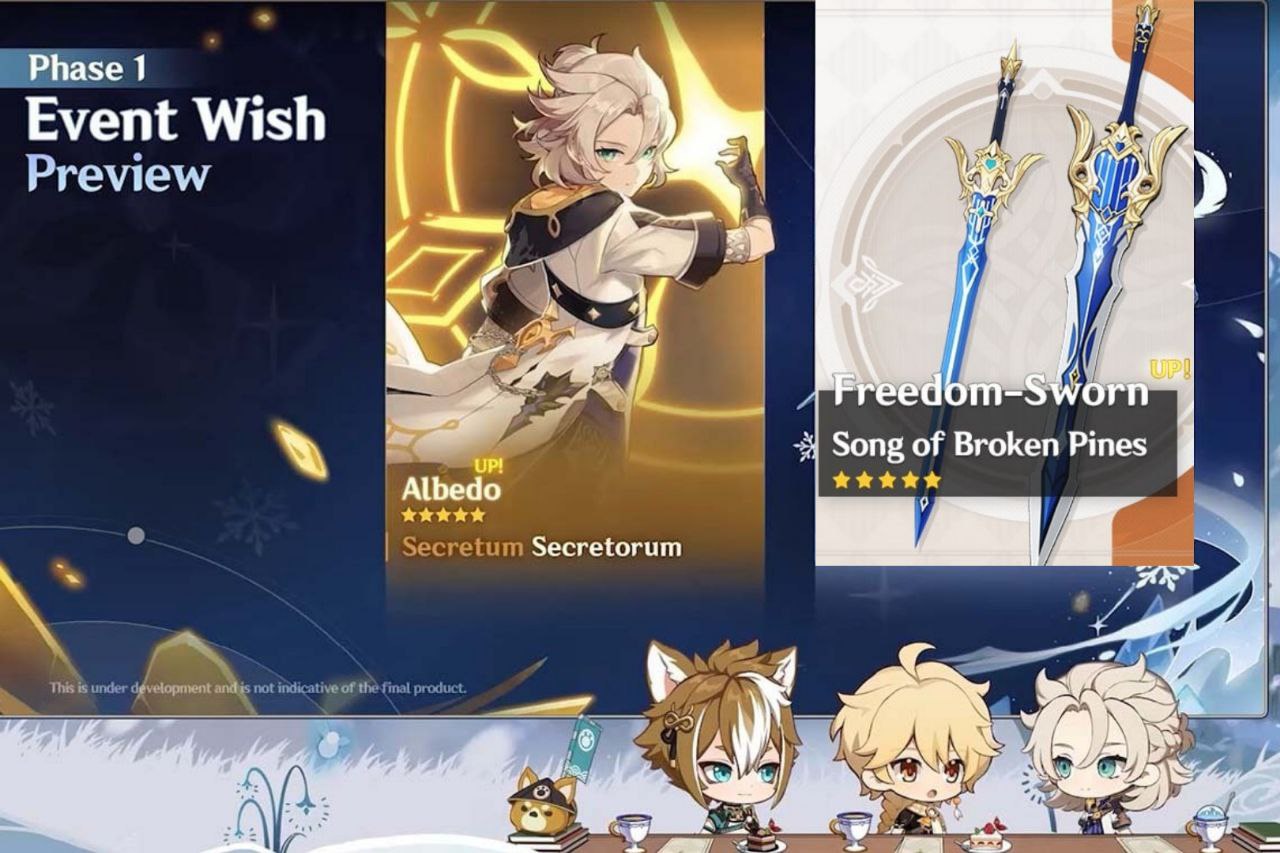 Phase 1
Event Wish
Preview
UP!
Albedo
Secretum Secretorum
UP!
Freedom-Sworn
Song of Broken Pines
This is under development and is not indicative of the final product.